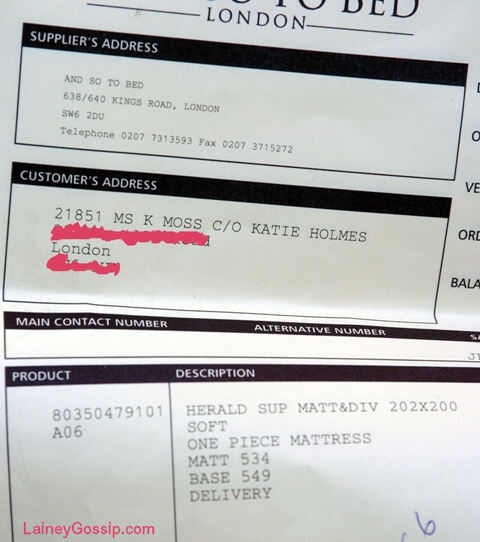 TO BED
LONDON
SUPPLIER'S ADDRESS
AND SO TO BED
638/640 KINGS ROAD, LONDON
SW6 2DU
Telephone 0207 7313593 Fax 0207 3715272
CUSTOMER'S ADDRESS
21851 MS K MOSS C/O KATIE HOLMES
London
MAIN CONTACT NUMBER
ALTERNATIVE NUMBER
PRODUCT
DESCRIPTION
80350479101
A06
HERALD SUP MATT&DIV 202X200
SOFT
ONE PIECE MATTRESS
MATT 534
BASE 549
DELIVERY
LaineyGossip.com